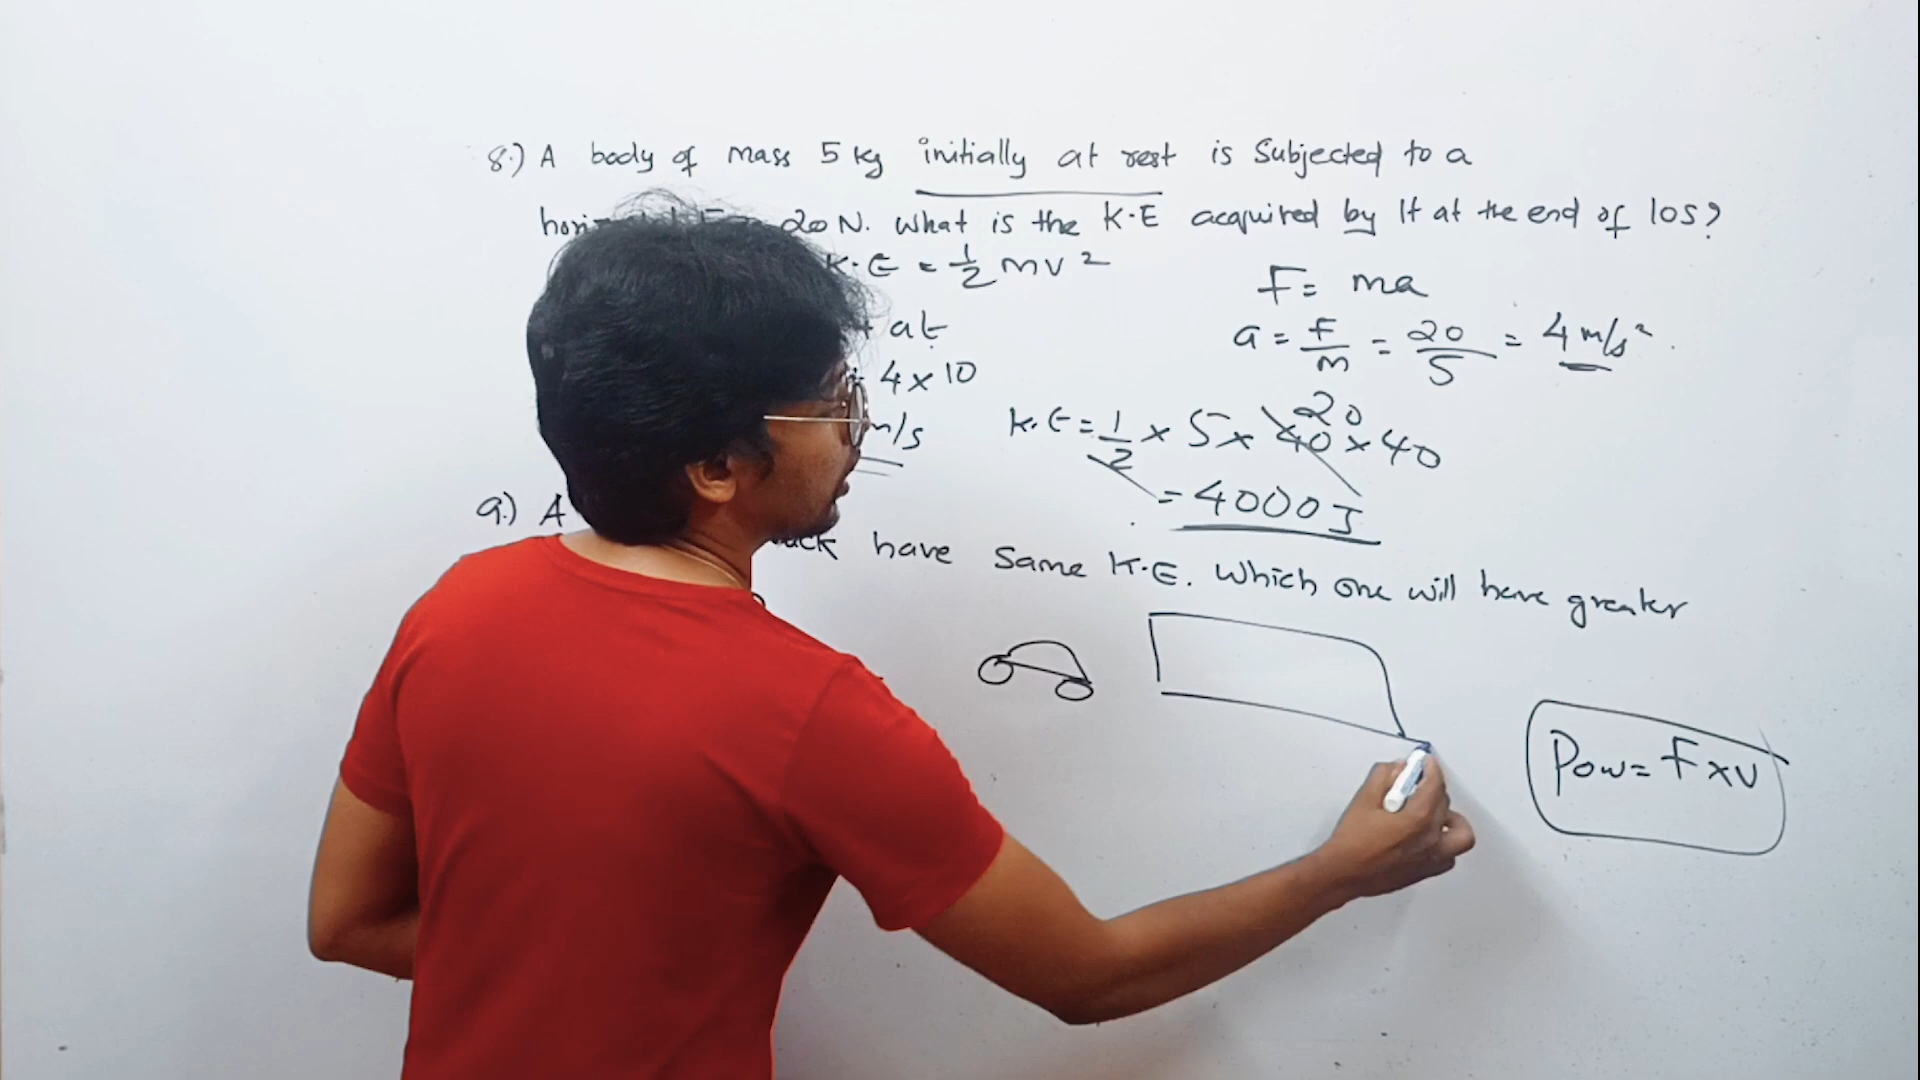 8.) A body of mass 5 kg initially at rest is Subjected to a
20 N. What is the K.E acquired by It at the end of 10S?
K.E = 1/2 mv²
at
4 x 10
m/s
F = ma
a = F/m = 20/5 = 4 m/s².
20
K.E = 1/2 x 5 x 40 x 40
= 4000J
9.) A
have Same K.E. Which one will have greater
Pow = F x v